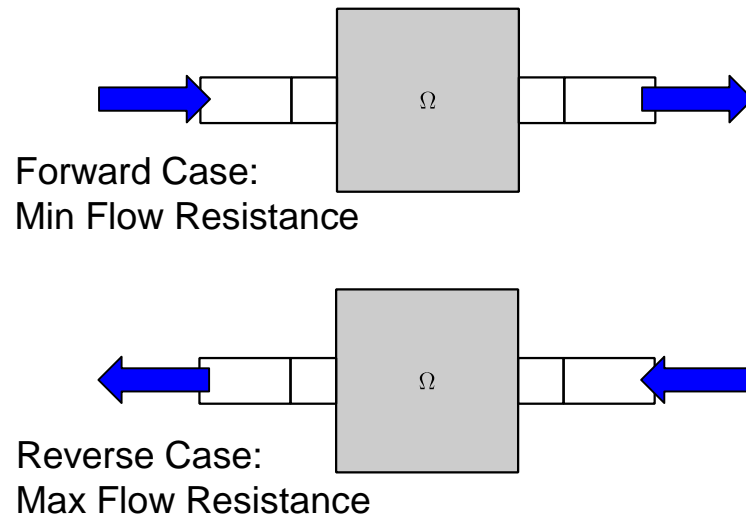 Ω
Forward Case:
Min Flow Resistance
Ω
Reverse Case:
Max Flow Resistance